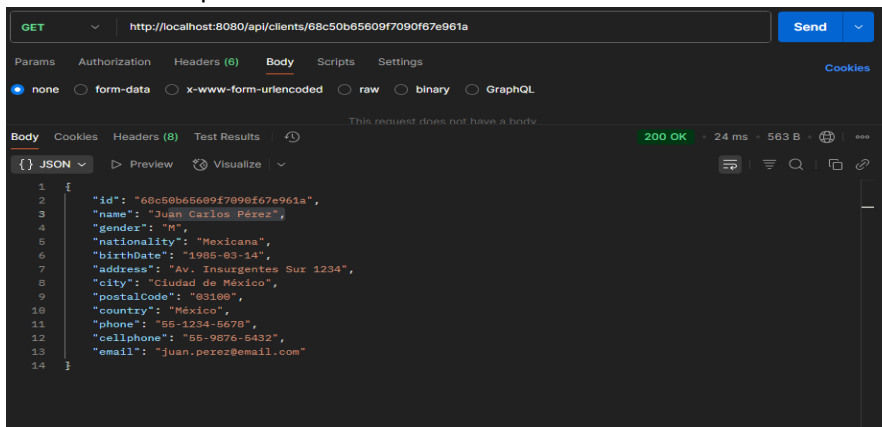 GET http://localhost:8080/api/clients/68c50b65609f7090f67e961a Send
Params Authorization Headers (6) Body Scripts Settings Cookies
none form-data x-www-form-urlencoded raw binary GraphQL
This request does not have a body
Body Cookies Headers (8) Test Results 200 OK 24 ms 563 B
{} JSON Preview Visualize
1 {
2 "id": "68c50b65609f7090f67e961a",
3 "name": "Juan Carlos Pérez",
4 "gender": "M",
5 "nationality": "Mexicana",
6 "birthDate": "1985-03-14",
7 "address": "Av. Insurgentes Sur 1234",
8 "city": "Ciudad de México",
9 "postalCode": "03100",
10 "country": "México",
11 "phone": "55-1234-5678",
12 "cellphone": "55-9876-5432",
13 "email": "juan.perez@email.com"
14 }